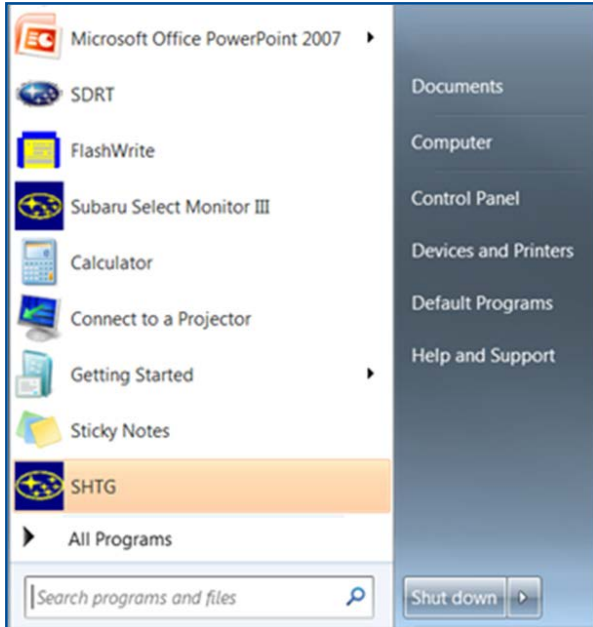 Microsoft Office PowerPoint 2007
SDRT
FlashWrite
Subaru Select Monitor III
Calculator
Connect to a Projector
Getting Started
Sticky Notes
SHTG
All Programs
Search programs and files
Documents
Computer
Control Panel
Devices and Printers
Default Programs
Help and Support
Shut down